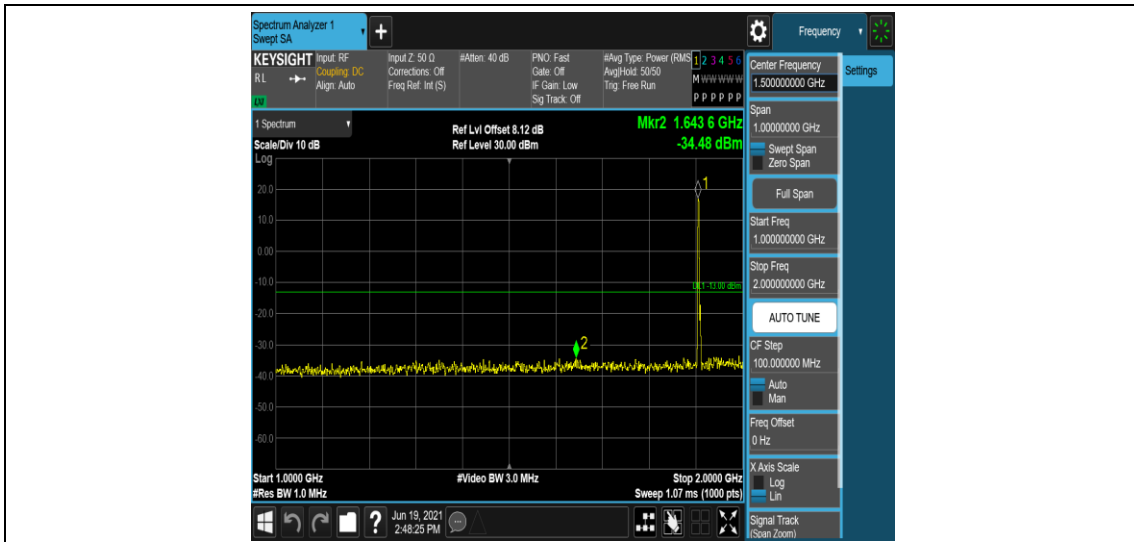 Spectrum Analyzer 1
Swept SA
+
Frequency
KEYSIGHT
RL
LXI
Input: RF
Coupling: DC
Align: Auto
Input Z: 50 Ω
Corrections: Off
Freq Ref: Int (S)
#Atten: 40 dB
PNO: Fast
Gate: Off
IF Gain: Low
Sig Track: Off
#Avg Type: Power (RMS
Avg|Hold: 50/50
Trig: Free Run
1 2 3 4 5 6
M W W W W W
P P P P P P
1 Spectrum
Scale/Div 10 dB
Log
Ref Lvl Offset 8.12 dB
Ref Level 30.00 dBm
Mkr2 1.643 6 GHz
-34.48 dBm
20.0
10.0
0.00
-10.0
-20.0
-30.0
-40.0
-50.0
-60.0
1
DL1 -13.00 dBm
2
Start 1.0000 GHz
#Res BW 1.0 MHz
#Video BW 3.0 MHz
Stop 2.0000 GHz
Sweep 1.07 ms (1000 pts)
Jun 19, 2021
2:48:25 PM
Center Frequency
1.500000000 GHz
Settings
Span
1.00000000 GHz
Swept Span
Zero Span
Full Span
Start Freq
1.000000000 GHz
Stop Freq
2.000000000 GHz
AUTO TUNE
CF Step
100.000000 MHz
Auto
Man
Freq Offset
0 Hz
X Axis Scale
Log
Lin
Signal Track
(Span Zoom)